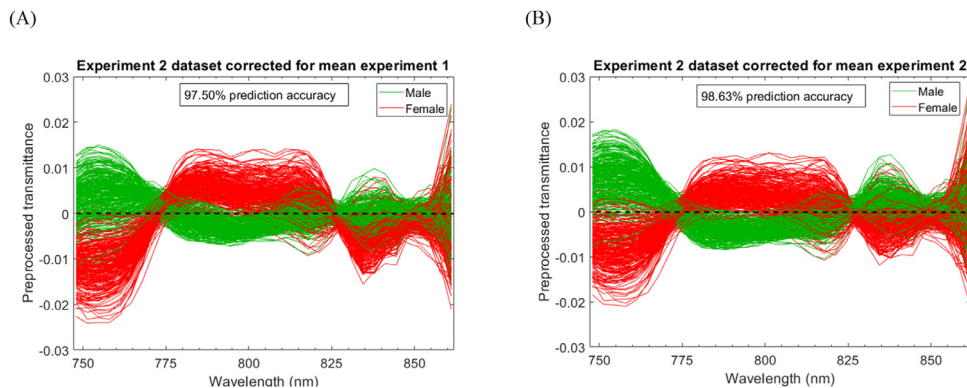 (A)
Experiment 2 dataset corrected for mean experiment 1
97.50% prediction accuracy
Male
Female
Preprocessed transmittance
0.03
0.02
0.01
0
-0.01
-0.02
-0.03
750
775
800
825
850
Wavelength (nm)
(B)
Experiment 2 dataset corrected for mean experiment 2
98.63% prediction accuracy
Male
Female
Preprocessed transmittance
0.03
0.02
0.01
0
-0.01
-0.02
-0.03
750
775
800
825
850
Wavelength (nm)